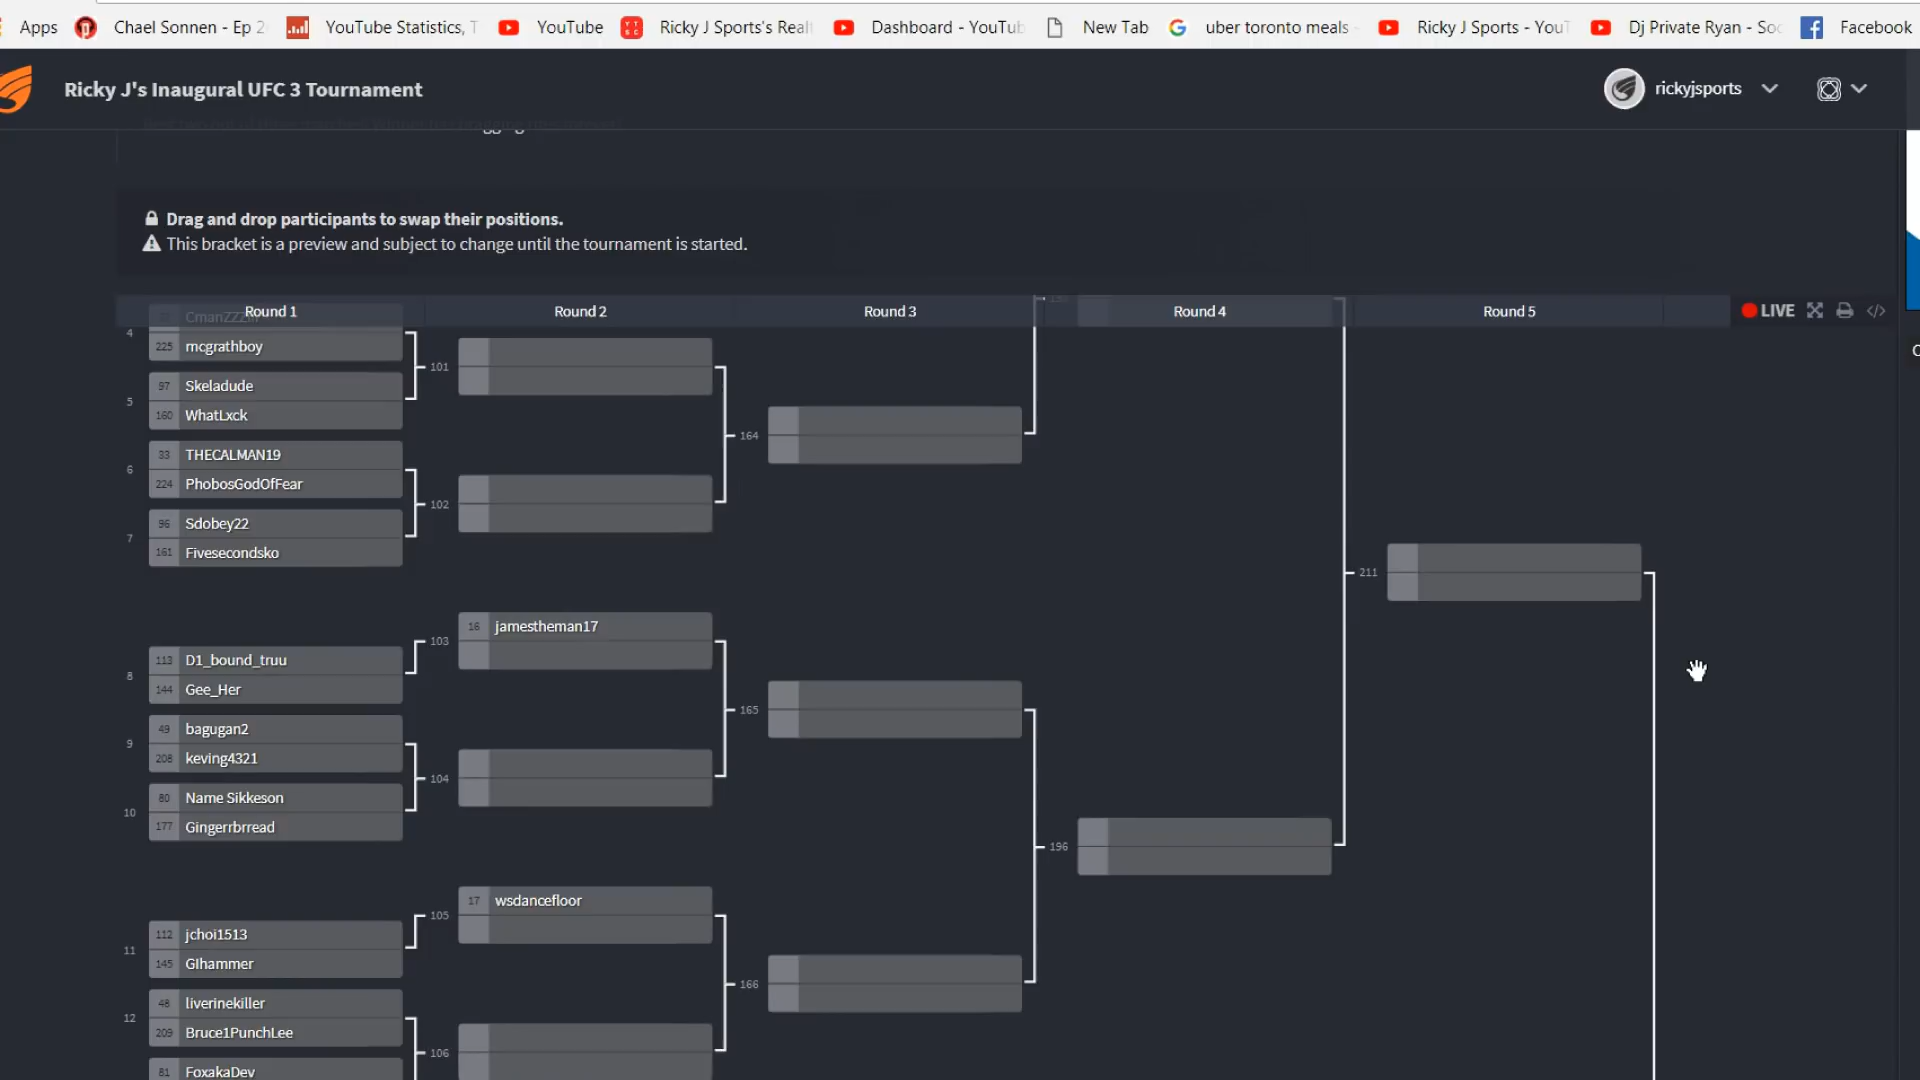 Apps Chael Sonnen - Ep 2 YouTube Statistics, T YouTube Ricky J Sports's Real Dashboard - YouTub New Tab uber toronto meals - Ricky J Sports - YouT Dj Private Ryan - Soc Facebook
Ricky J's Inaugural UFC 3 Tournament
rickyjsports
Drag and drop participants to swap their positions.
This bracket is a preview and subject to change until the tournament is started.
Round 1 Round 2 Round 3 Round 4 Round 5
LIVE </>
4
225 mcgrathboy
101
5
97 Skeladude
160 WhatLxck
164
6
33 THECALMAN19
224 PhobosGodOfFear
102
7
96 Sdobey22
161 Fivesecondsko
211
103
16 jamestheman17
8
113 D1_bound_truu
144 Gee_Her
165
9
49 bagugan2
208 keving4321
104
10
80 Name Sikkeson
177 Gingerrbrread
196
105
17 wsdancefloor
11
112 jchoi1513
145 GIhammer
166
12
48 liverinekiller
209 Bruce1PunchLee
106
81 FoxakaDev